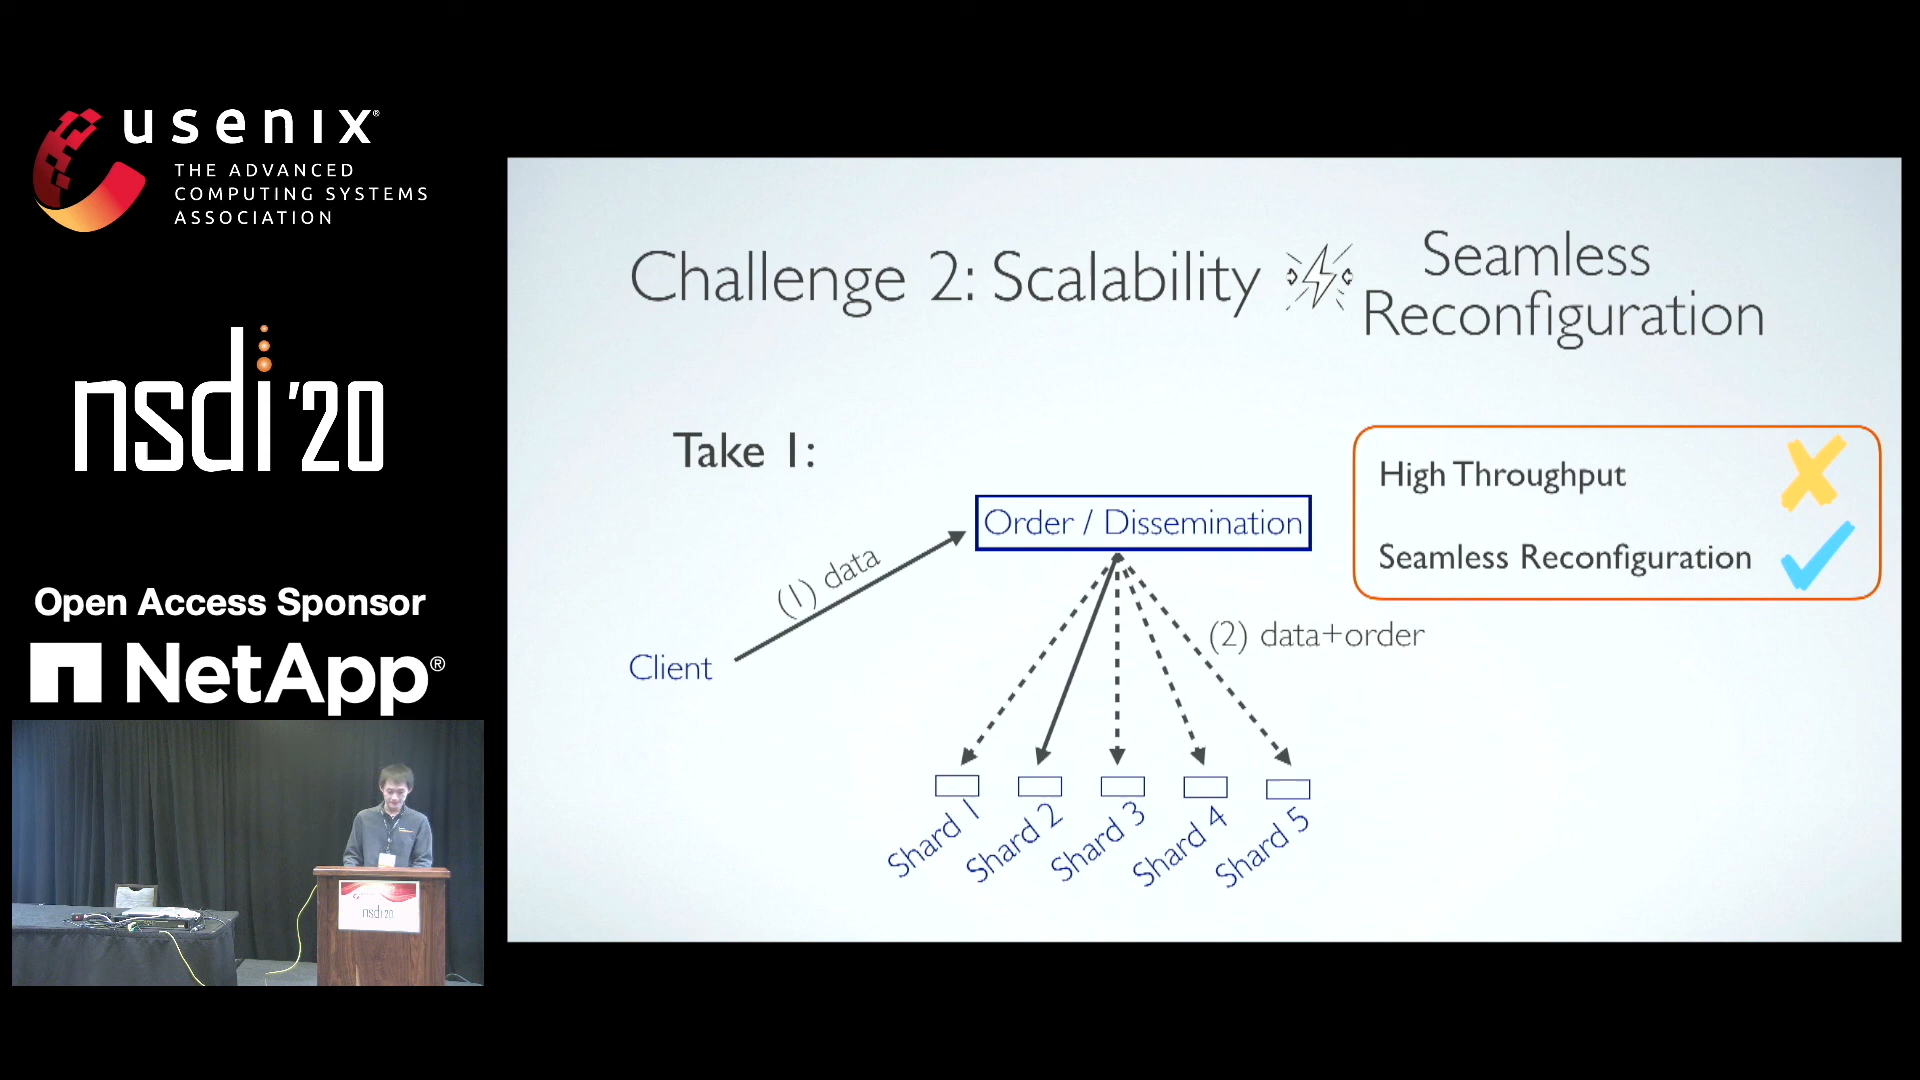 usenix®
THE ADVANCED
COMPUTING SYSTEMS
ASSOCIATION
nsdi '20
Open Access Sponsor
NetApp®
nsdi 20
Challenge 2: Scalability
Seamless
Reconfiguration
Take 1:
Order / Dissemination
(1) data
Client
(2) data+order
High Throughput
Seamless Reconfiguration
Shard 1
Shard 2
Shard 3
Shard 4
Shard 5